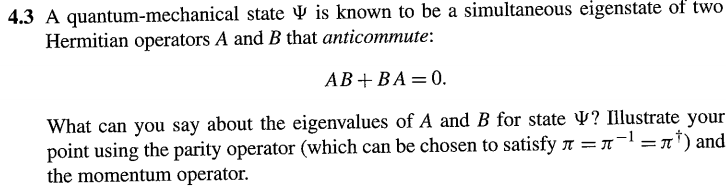 4.3 A quantum-mechanical state Ψ is known to be a simultaneous eigenstate of two
Hermitian operators A and B that anticommute:
AB + BA = 0.
What can you say about the eigenvalues of A and B for state Ψ? Illustrate your
point using the parity operator (which can be chosen to satisfy π = π⁻¹ = π†) and
the momentum operator.